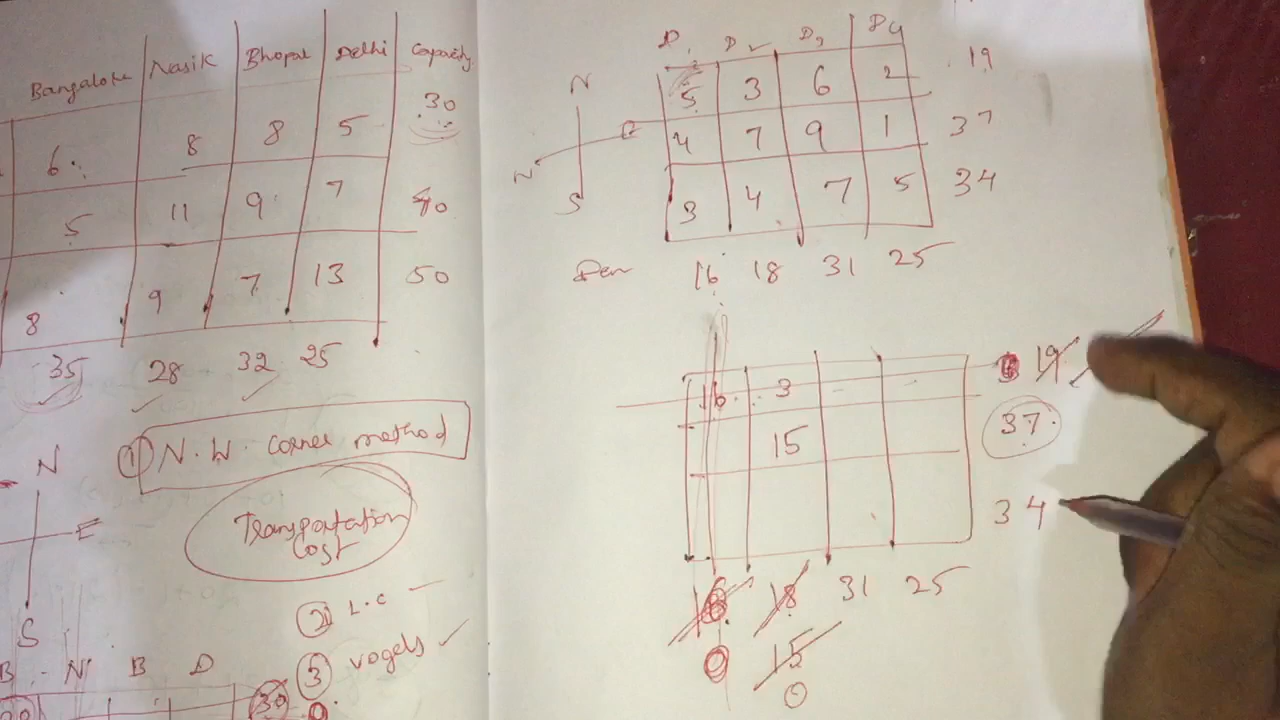 Bangalore Nasik Bhopal Delhi Capacity
6 8 8 5 30
5 11 9 7 40
8 9 7 13 50
35 28 32 25
① N.W. Corner method
Transportation
cost
② L.C
③ Vogels ✓
N
E
S
B N B D
30
D1 D2 D3 D4
5 3 6 2 19
4 7 9 1 37
3 4 7 5 34
16 18 31 25
N
S
16 3 19
15 37
34
16 18 31 25
0 15
0